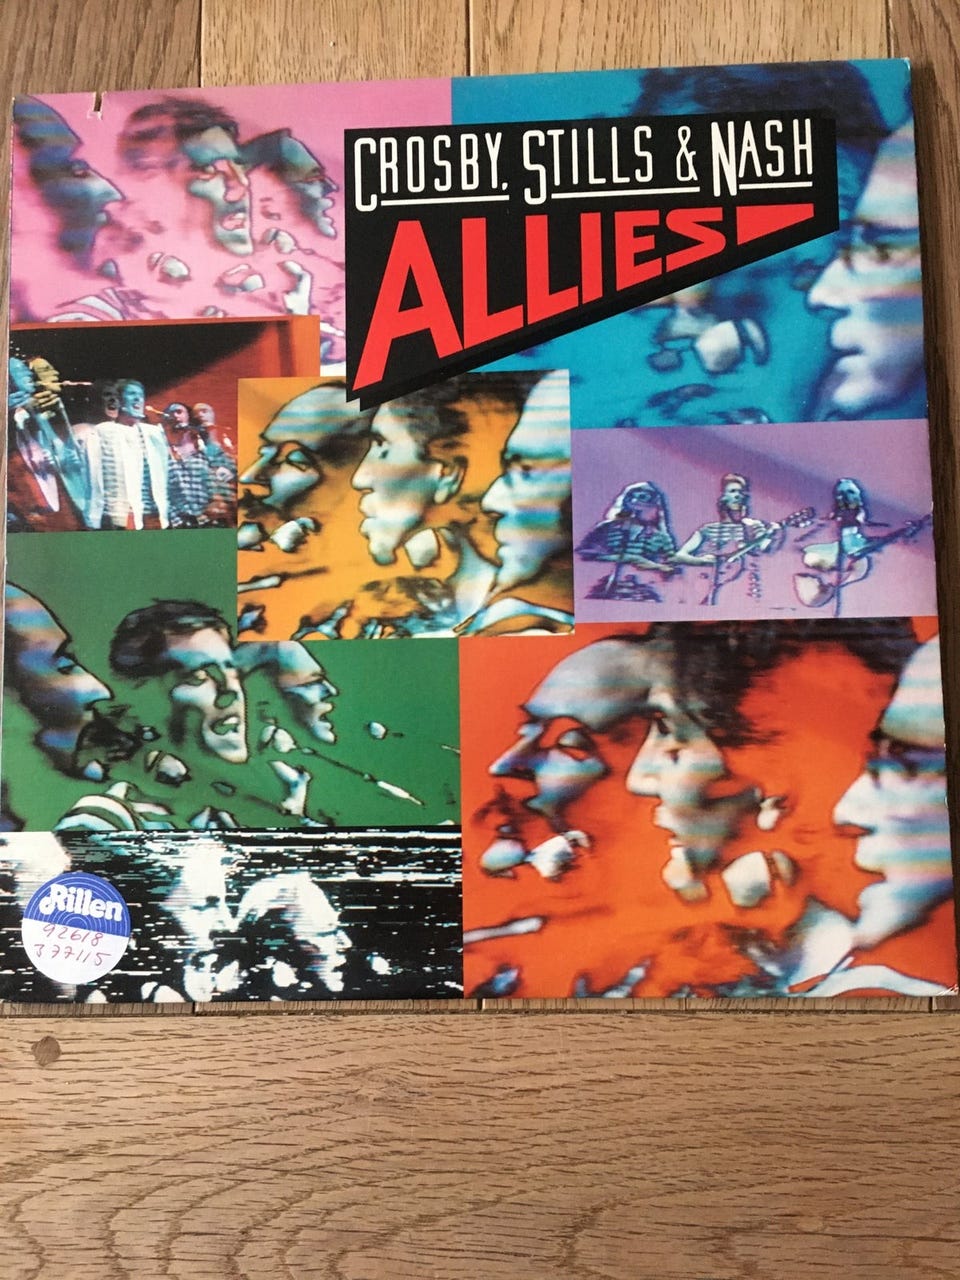 CROSBY, STILLS & NASH
ALLIES
Rillen
92618
377115